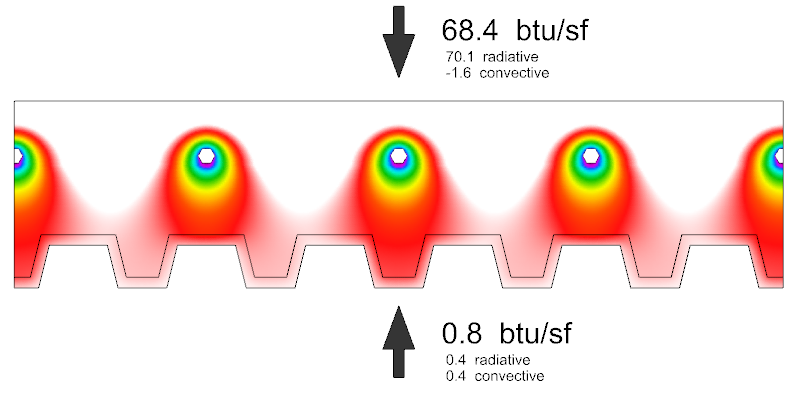 68.4 btu/sf
70.1 radiative
-1.6 convective
0.8 btu/sf
0.4 radiative
0.4 convective